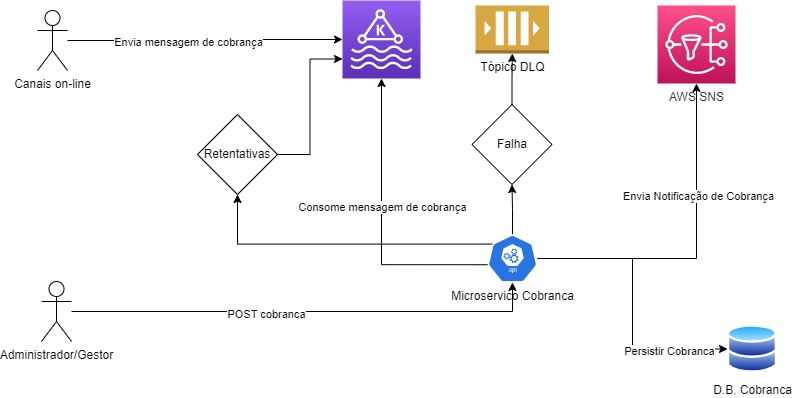 Envia mensagem de cobrança
K
Canais on-line
Tópico DLQ
AWS SNS
Retentativas
Falha
Consome mensagem de cobrança
Envia Notificação de Cobrança
api
Microservico Cobranca
POST cobranca
Administrador/Gestor
Persistir Cobranca
D.B. Cobranca